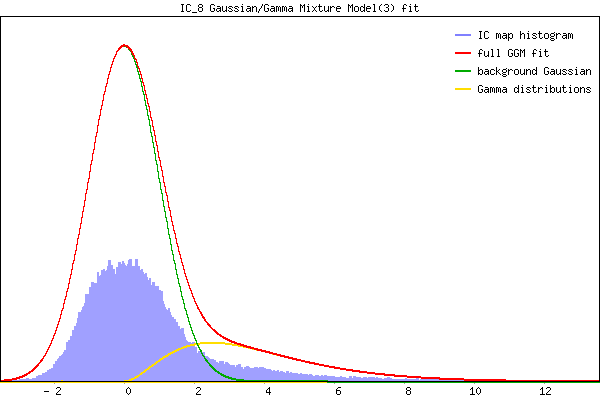 IC_8 Gaussian/Gamma Mixture Model(3) fit
IC map histogram
full GGM fit
background Gaussian
Gamma distributions
-2 0 2 4 6 8 10 12